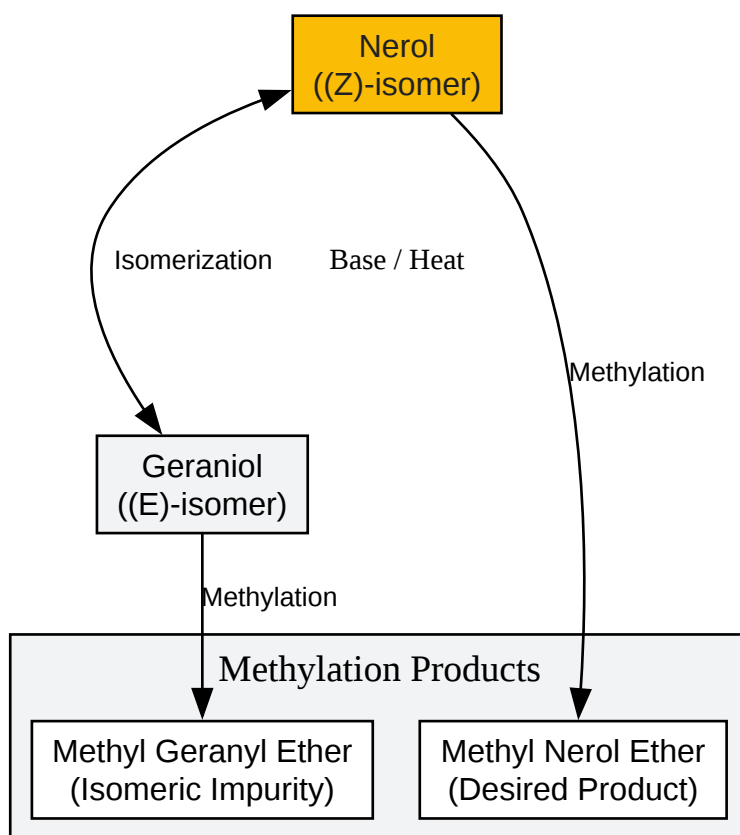 Nerol
((Z)-isomer)
Isomerization
Base / Heat
Methylation
Geraniol
((E)-isomer)
Methylation
Methylation Products
Methyl Geranyl Ether
(Isomeric Impurity)
Methyl Nerol Ether
(Desired Product)